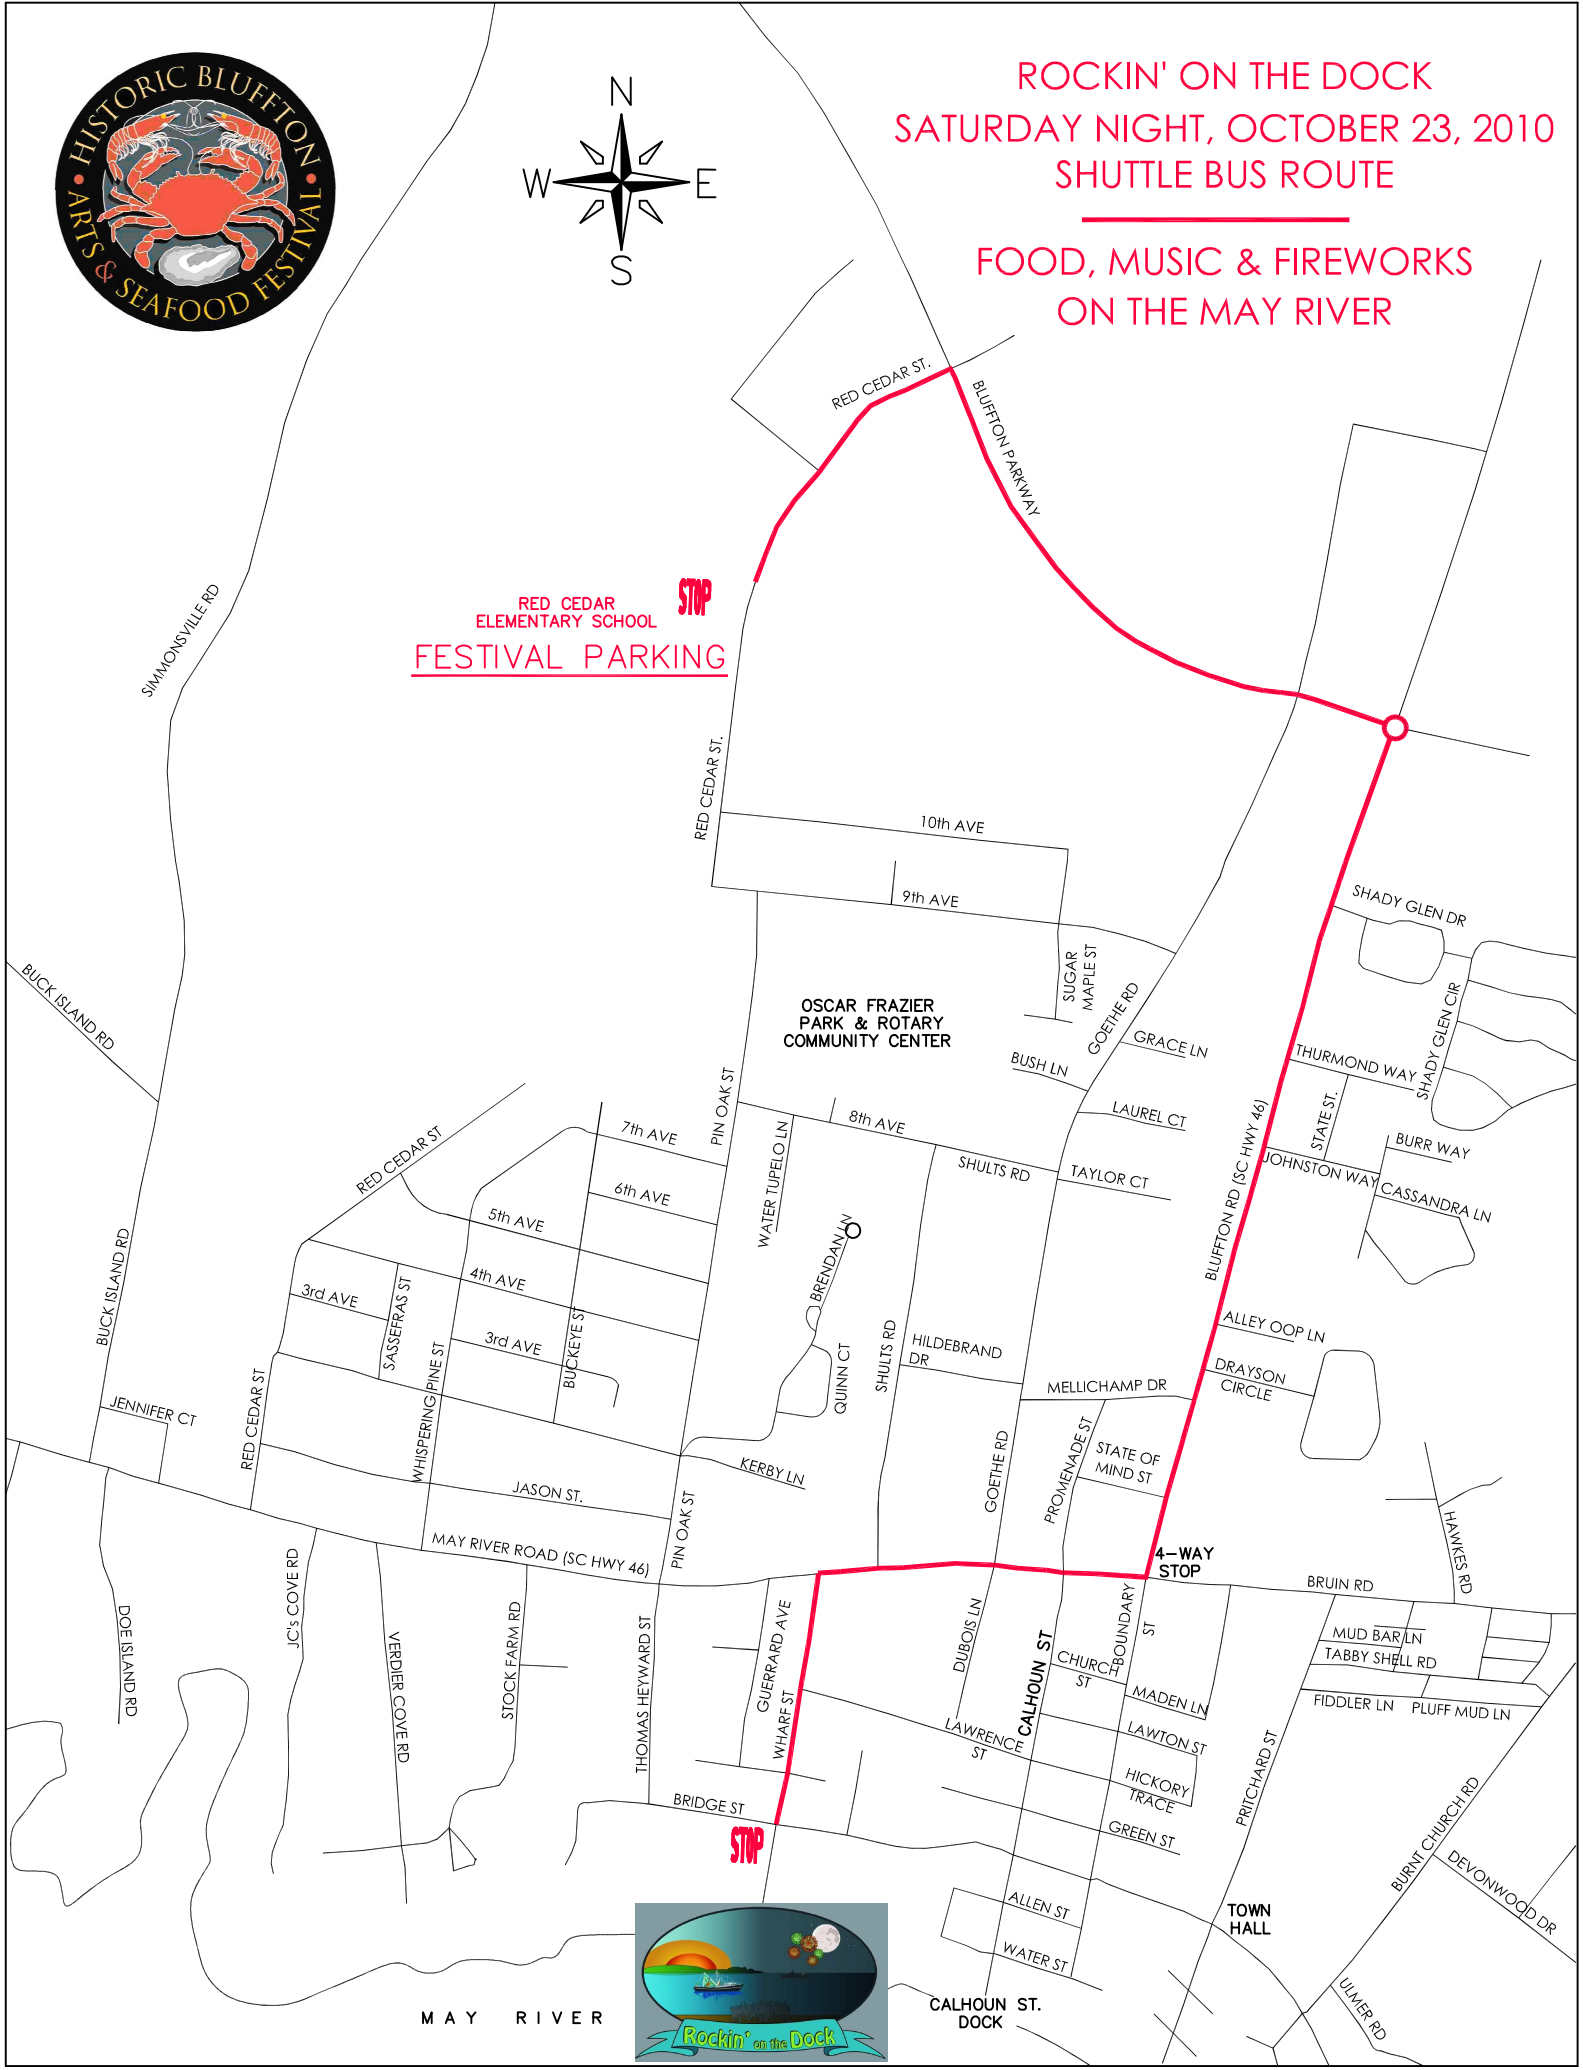 HISTORIC BLUFFTON
ARTS & SEAFOOD FESTIVAL
N
W
E
S
ROCKIN' ON THE DOCK
SATURDAY NIGHT, OCTOBER 23, 2010
SHUTTLE BUS ROUTE
FOOD, MUSIC & FIREWORKS
ON THE MAY RIVER
RED CEDAR ST.
BLUFFTON PARKWAY
SIMMONSVILLE RD
RED CEDAR
ELEMENTARY SCHOOL
STOP
FESTIVAL PARKING
RED CEDAR ST.
10th AVE
9th AVE
SHADY GLEN DR
SUGAR
MAPLE ST
GOETHE RD
SHADY GLEN CIR
BUCK ISLAND RD
OSCAR FRAZIER
PARK & ROTARY
COMMUNITY CENTER
GRACE LN
BUSH LN
THURMOND WAY
LAUREL CT
STATE ST.
PIN OAK ST
8th AVE
7th AVE
WATER TUPELO LN
BLUFFTON RD (SC HWY 46)
BURR WAY
RED CEDAR ST
SHULTS RD
TAYLOR CT
JOHNSTON WAY
CASSANDRA LN
6th AVE
5th AVE
BRENDAN LN
BUCK ISLAND RD
4th AVE
3rd AVE
SASSEFRAS ST
3rd AVE
BUCKEYE ST
WHISPERING PINE ST
SHULTS RD
HILDEBRAND
DR
QUINN CT
ALLEY OOP LN
DRAYSON
CIRCLE
MELLICHAMP DR
JENNIFER CT
RED CEDAR ST
PROMENADE ST
STATE OF
MIND ST
GOETHE RD
KERBY LN
JASON ST.
PIN OAK ST
MAY RIVER ROAD (SC HWY 46)
4-WAY
STOP
HAWKES RD
BRUIN RD
JC's COVE RD
DOE ISLAND RD
VERDIER COVE RD
STOCK FARM RD
THOMAS HEYWARD ST
GUERRARD AVE
WHARF ST
DUBOIS LN
CALHOUN ST
BOUNDARY
ST
CHURCH
ST
MUD BAR LN
TABBY SHELL RD
MADEN LN
FIDDLER LN
PLUFF MUD LN
LAWRENCE
ST
LAWTON ST
HICKORY
TRACE
PRITCHARD ST
BRIDGE ST
GREEN ST
BURNT CHURCH RD
STOP
DEVONWOOD DR
ALLEN ST
TOWN
HALL
WATER ST
ULMER RD
MAY RIVER
CALHOUN ST.
DOCK
Rockin' on the Dock